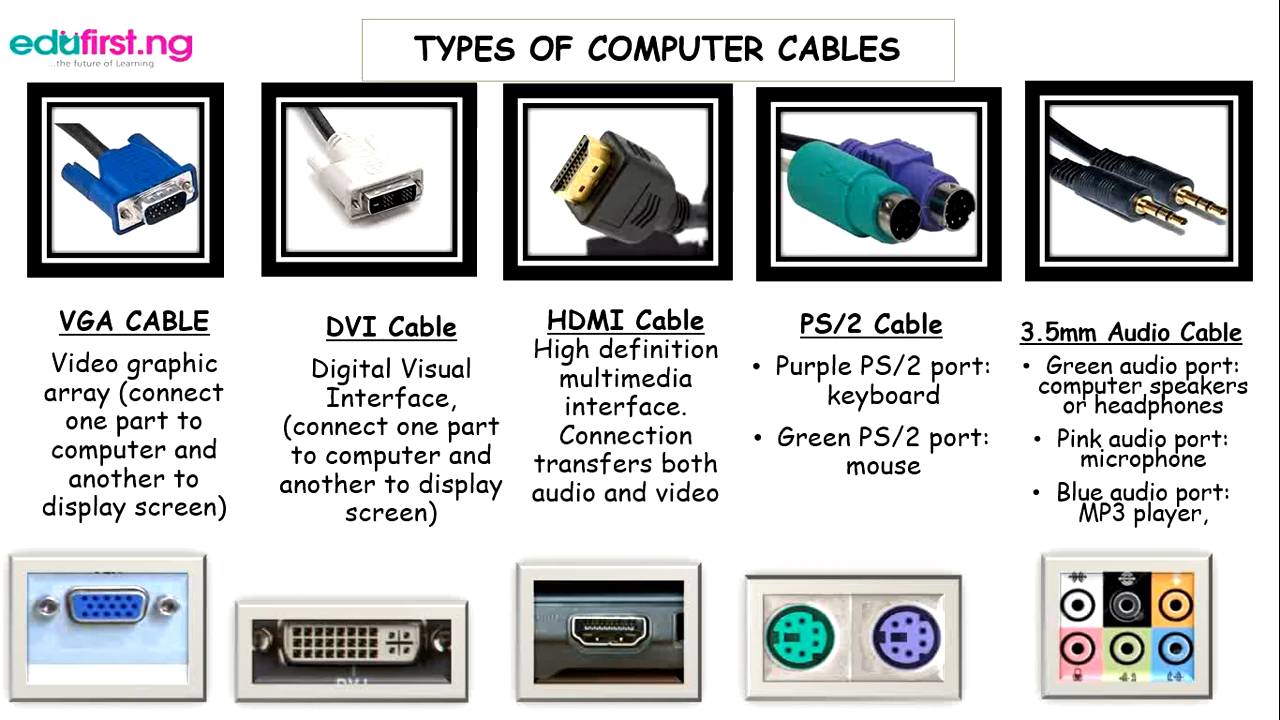 edufirst.ng
...the future of Learning
TYPES OF COMPUTER CABLES
VGA CABLE
Video graphic
array (connect
one part to
computer and
another to
display screen)
DVI Cable
Digital Visual
Interface,
(connect one part
to computer and
another to display
screen)
HDMI Cable
High definition
multimedia
interface.
Connection
transfers both
audio and video
PS/2 Cable
• Purple PS/2 port:
keyboard
• Green PS/2 port:
mouse
3.5mm Audio Cable
• Green audio port:
computer speakers
or headphones
• Pink audio port:
microphone
• Blue audio port:
MP3 player,